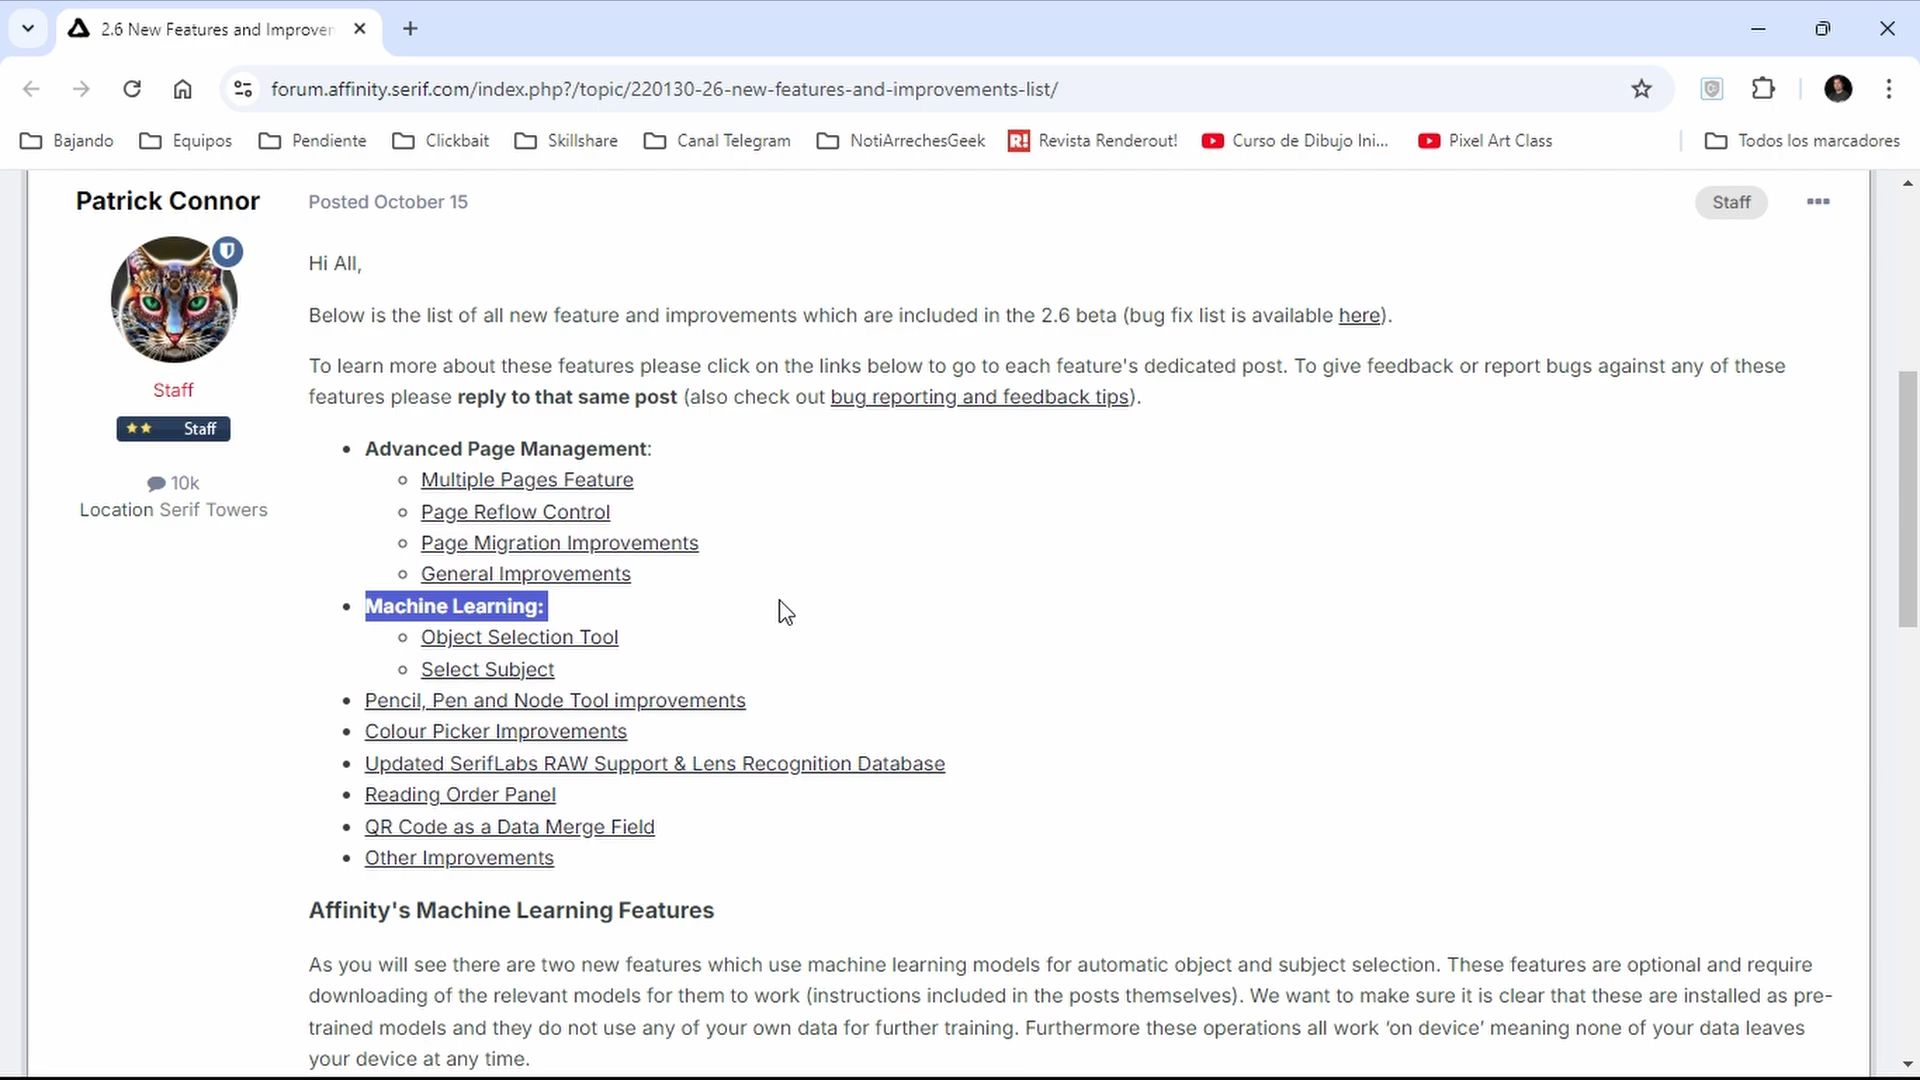 2.6 New Features and Improven
forum.affinity.serif.com/index.php?/topic/220130-26-new-features-and-improvements-list/
Bajando
Equipos
Pendiente
Clickbait
Skillshare
Canal Telegram
NotiArrechesGeek
R!
Revista Renderout!
Curso de Dibujo Ini...
Pixel Art Class
Todos los marcadores
Patrick Connor
Posted October 15
Staff
Hi All,
Below is the list of all new feature and improvements which are included in the 2.6 beta (bug fix list is available here).
To learn more about these features please click on the links below to go to each feature's dedicated post. To give feedback or report bugs against any of these
features please reply to that same post (also check out bug reporting and feedback tips).
Staff
Staff
10k
Location Serif Towers
• Advanced Page Management:
◦ Multiple Pages Feature
◦ Page Reflow Control
◦ Page Migration Improvements
◦ General Improvements
• Machine Learning:
◦ Object Selection Tool
◦ Select Subject
• Pencil, Pen and Node Tool improvements
• Colour Picker Improvements
• Updated SerifLabs RAW Support & Lens Recognition Database
• Reading Order Panel
• QR Code as a Data Merge Field
• Other Improvements
Affinity's Machine Learning Features
As you will see there are two new features which use machine learning models for automatic object and subject selection. These features are optional and require
downloading of the relevant models for them to work (instructions included in the posts themselves). We want to make sure it is clear that these are installed as pre-
trained models and they do not use any of your own data for further training. Furthermore these operations all work ‘on device’ meaning none of your data leaves
your device at any time.